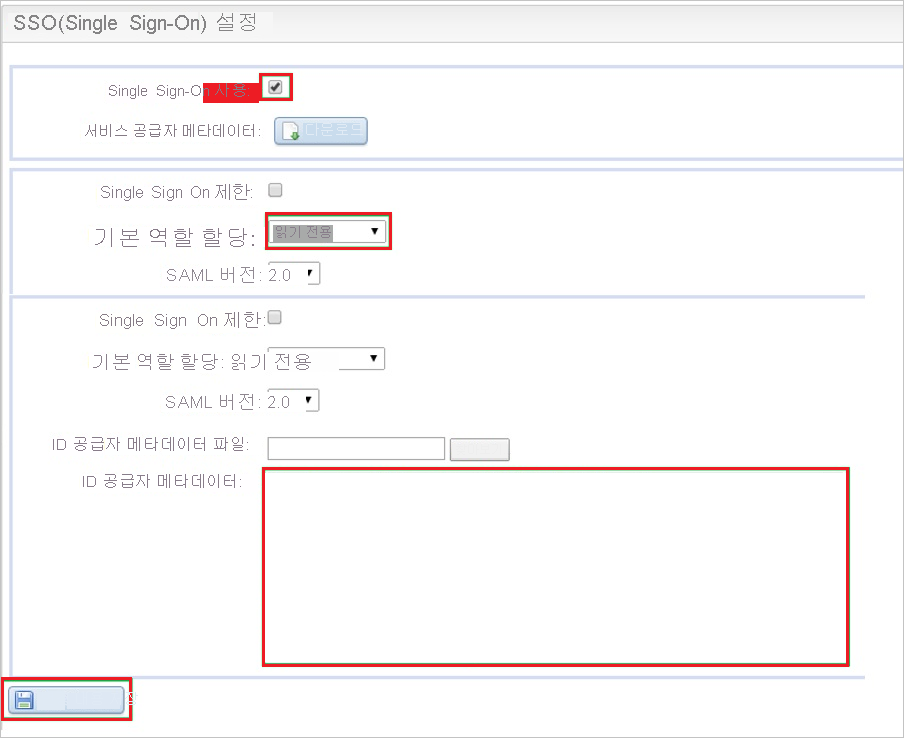 SSO(Single Sign-On) 설정
Single Sign-On 사용:
서비스 공급자 메타데이터: 다운로드
Single Sign On 제한:
기본 역할 할당: 읽기 전용
SAML 버전: 2.0
Single Sign On 제한:
기본 역할 할당: 읽기 전용
SAML 버전: 2.0
ID 공급자 메타데이터 파일:
ID 공급자 메타데이터: